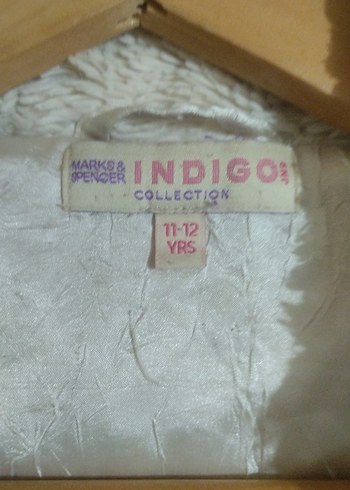 MARKS &
SPENCER
INDIGO
COLLECTION
11-12
YRS